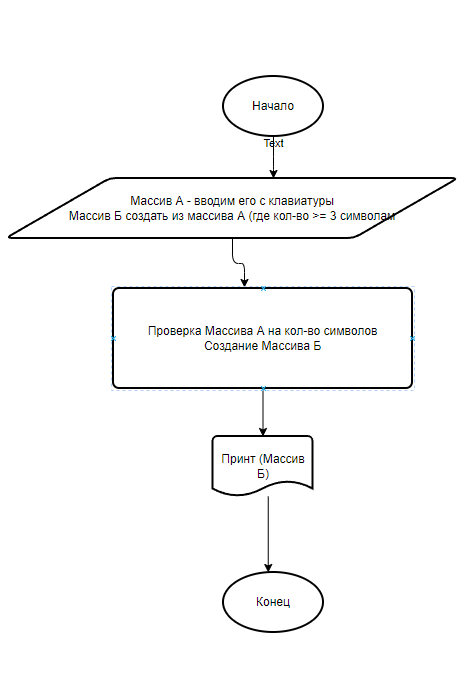 Начало
Text
Массив А - вводим его с клавиатуры
Массив Б создать из массива А (где кол-во >= 3 символам
Проверка Массива А на кол-во символов
Создание Массива Б
Принт (Массив
Б)
Конец